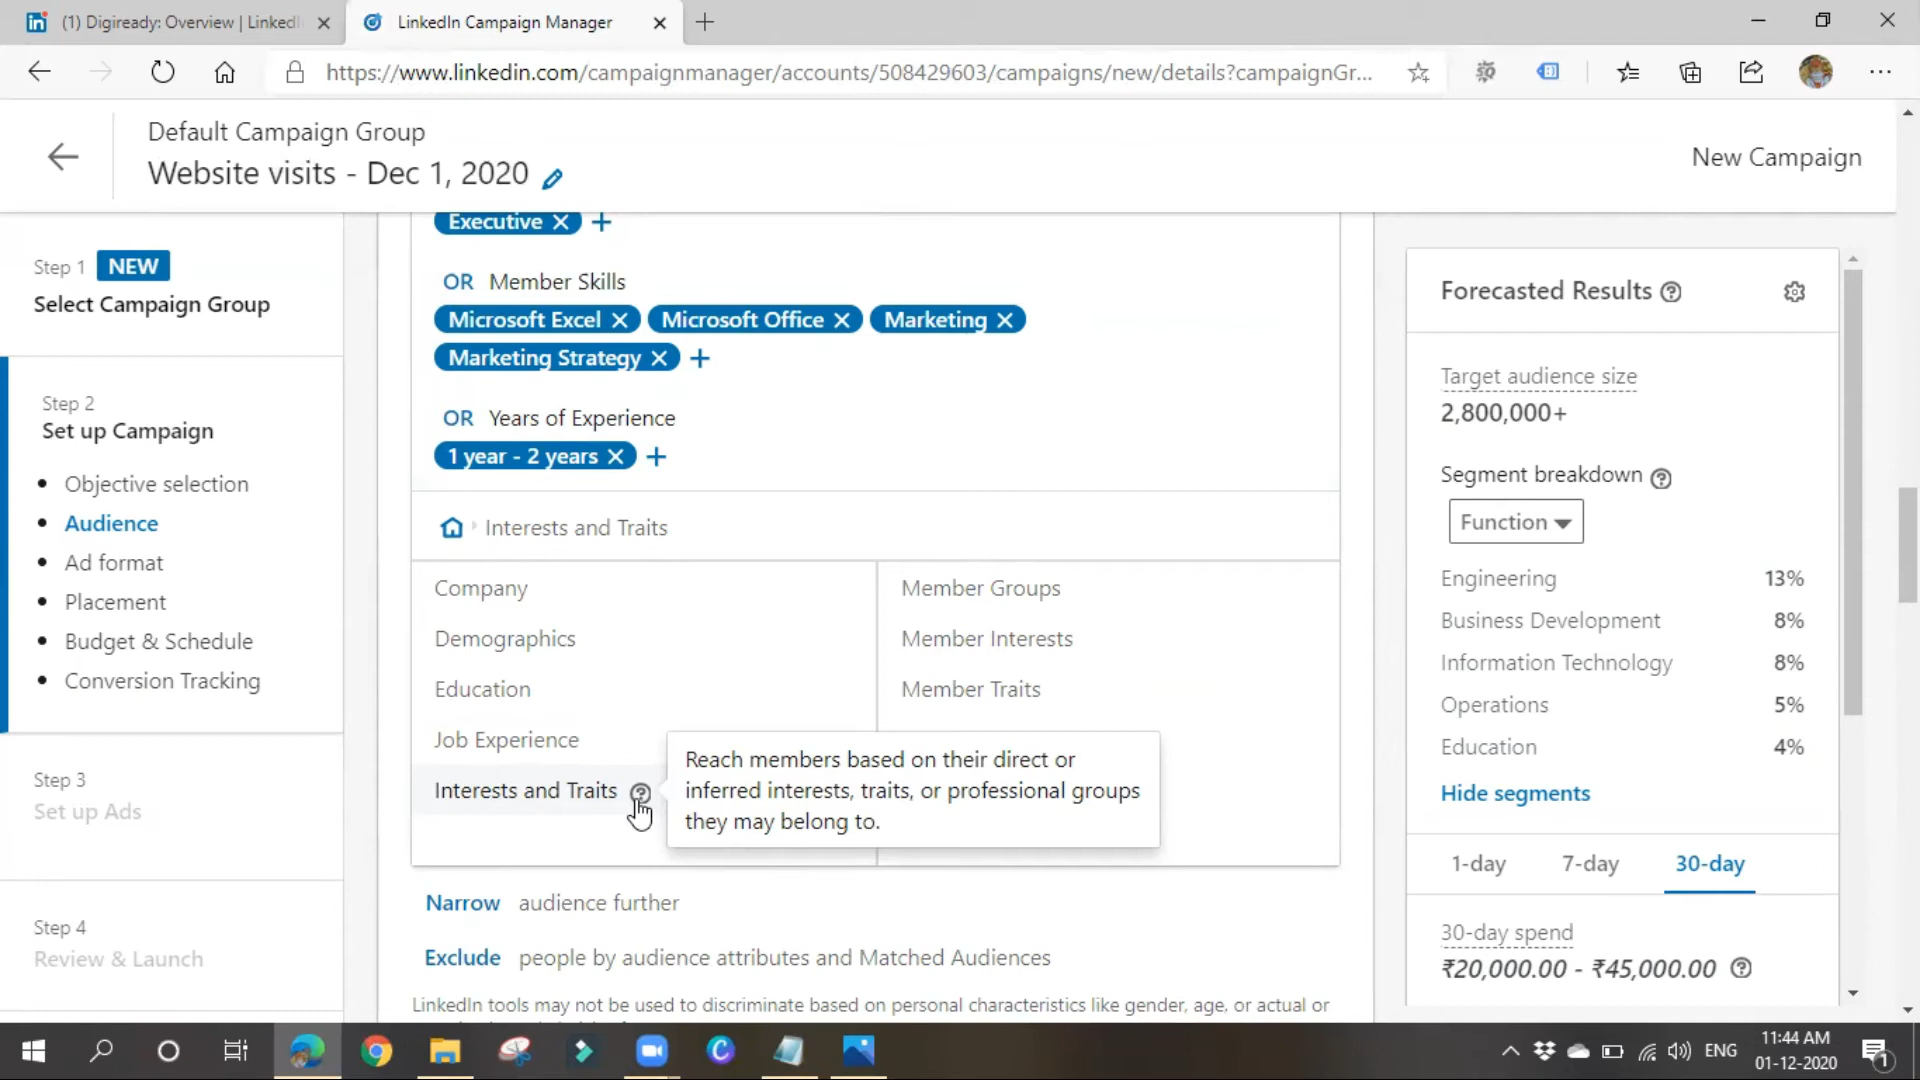 (1) Digiready: Overview | LinkedI
LinkedIn Campaign Manager
https://www.linkedin.com/campaignmanager/accounts/508429603/campaigns/new/details?campaignGr...
Default Campaign Group
Website visits - Dec 1, 2020
New Campaign
Step 1 NEW
Select Campaign Group
Step 2
Set up Campaign
Objective selection
Audience
Ad format
Placement
Budget & Schedule
Conversion Tracking
Step 3
Set up Ads
Step 4
Review & Launch
Executive
OR Member Skills
Microsoft Excel Microsoft Office Marketing
Marketing Strategy
OR Years of Experience
1 year - 2 years
Interests and Traits
Company
Demographics
Education
Job Experience
Interests and Traits
Member Groups
Member Interests
Member Traits
Reach members based on their direct or
inferred interests, traits, or professional groups
they may belong to.
Narrow audience further
Exclude people by audience attributes and Matched Audiences
LinkedIn tools may not be used to discriminate based on personal characteristics like gender, age, or actual or
Forecasted Results
Target audience size
2,800,000+
Segment breakdown
Function
Engineering 13%
Business Development 8%
Information Technology 8%
Operations 5%
Education 4%
Hide segments
1-day 7-day 30-day
30-day spend
₹20,000.00 - ₹45,000.00
ENG
11:44 AM
01-12-2020
1